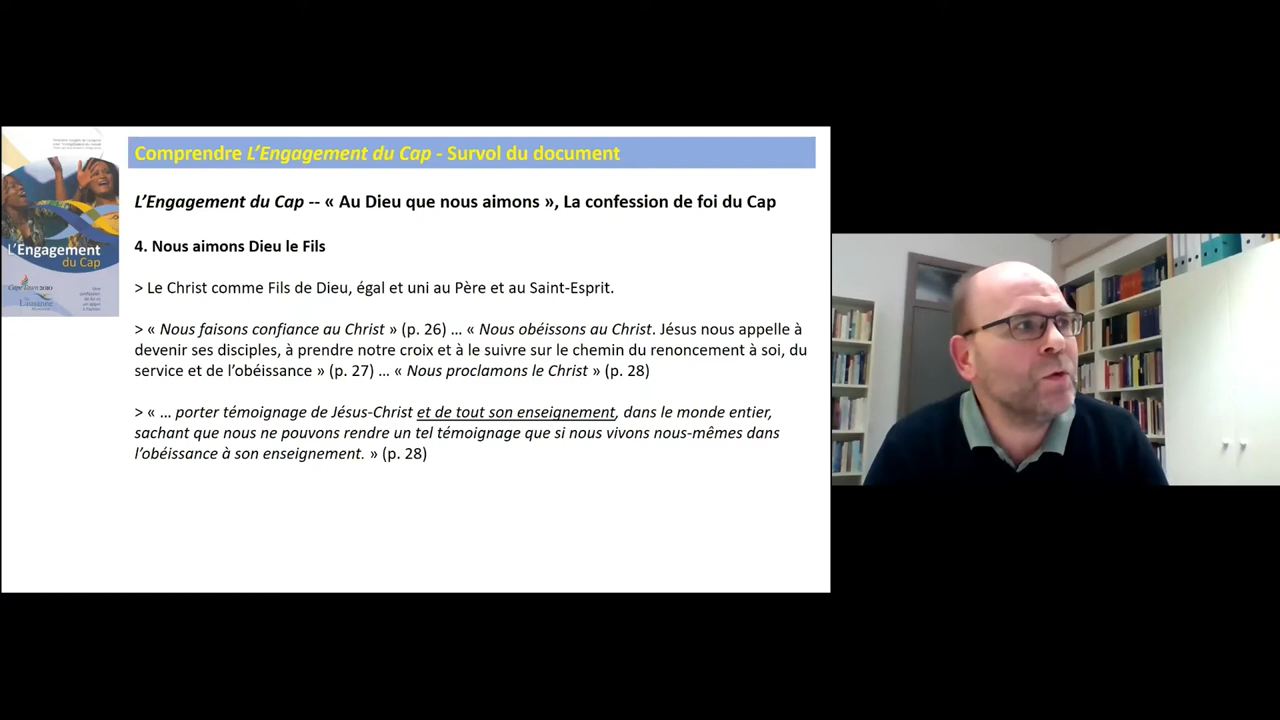 Comprendre L’Engagement du Cap - Survol du document
L’Engagement du Cap -- « Au Dieu que nous aimons », La confession de foi du Cap
4. Nous aimons Dieu le Fils
> Le Christ comme Fils de Dieu, égal et uni au Père et au Saint-Esprit.
> « Nous faisons confiance au Christ » (p. 26) … « Nous obéissons au Christ. Jésus nous appelle à
devenir ses disciples, à prendre notre croix et à le suivre sur le chemin du renoncement à soi, du
service et de l’obéissance » (p. 27) … « Nous proclamons le Christ » (p. 28)
> « … porter témoignage de Jésus-Christ et de tout son enseignement, dans le monde entier,
sachant que nous ne pouvons rendre un tel témoignage que si nous vivons nous-mêmes dans
l’obéissance à son enseignement. » (p. 28)
L’Engagement
du Cap
Cape Town 2010
Lausanne